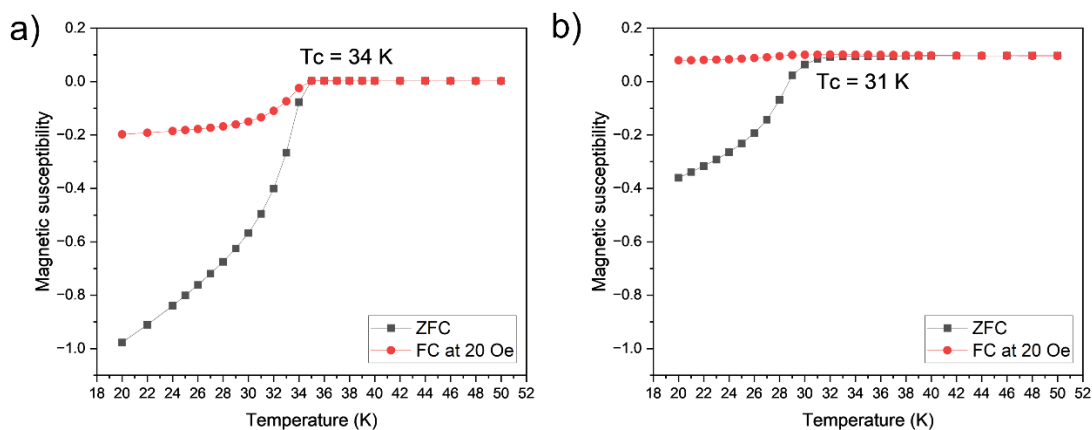 a)
Magnetic susceptibility
0.2
0.0
-0.2
-0.4
-0.6
-0.8
-1.0
Tc = 34 K
ZFC
FC at 20 Oe
18 20 22 24 26 28 30 32 34 36 38 40 42 44 46 48 50 52
Temperature (K)
b)
Magnetic susceptibility
0.2
0.0
-0.2
-0.4
-0.6
-0.8
-1.0
Tc = 31 K
ZFC
FC at 20 Oe
18 20 22 24 26 28 30 32 34 36 38 40 42 44 46 48 50 52
Temperature (K)